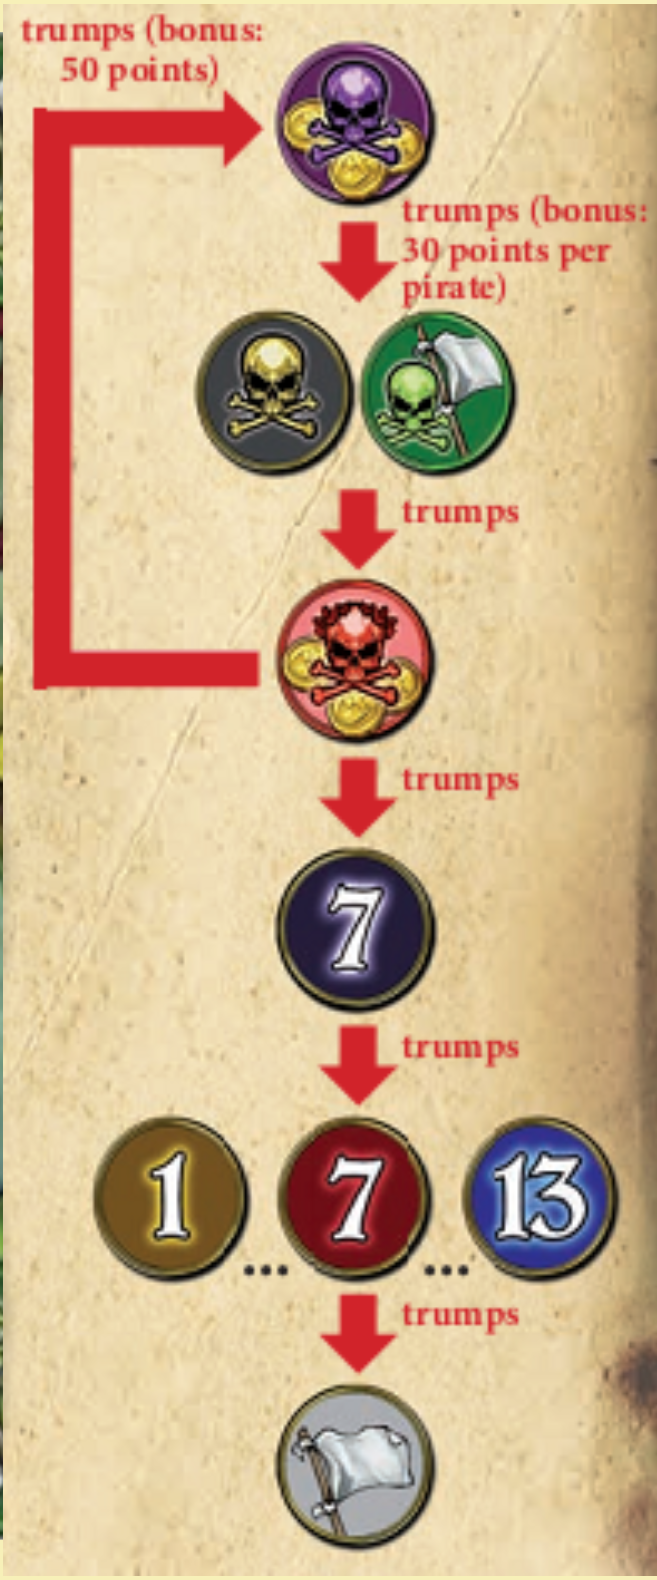 trumps (bonus:
50 points)
trumps (bonus:
30 points per
pirate)
trumps
trumps
7
trumps
1 ... 7 ... 13
trumps